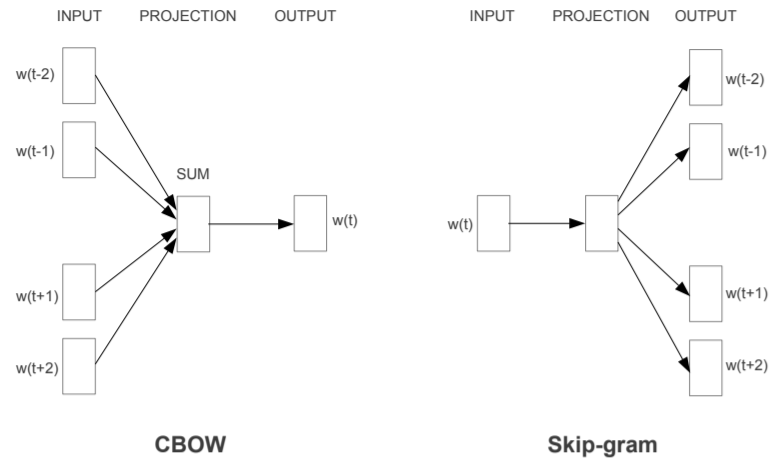 INPUT PROJECTION OUTPUT
w(t-2)
w(t-1)
SUM
w(t)
w(t+1)
w(t+2)
CBOW
INPUT PROJECTION OUTPUT
w(t-2)
w(t-1)
w(t)
w(t+1)
w(t+2)
Skip-gram